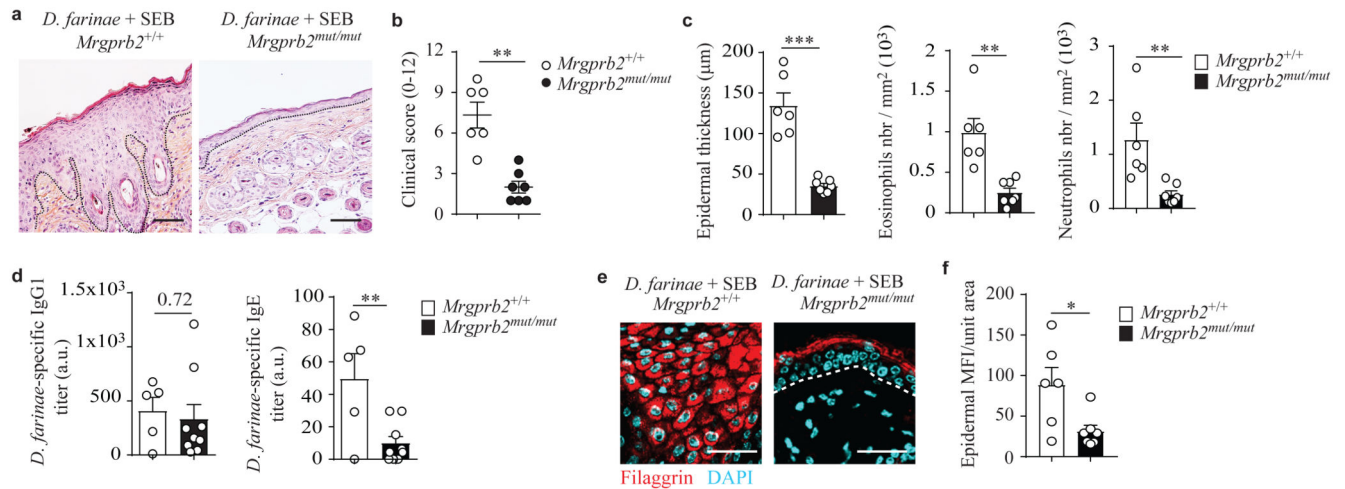 a
D. farinae + SEB
Mrgprb2+/+
D. farinae + SEB
Mrgprb2mut/mut
b
Clinical score (0-12)
12
9
6
3
0
**
Mrgprb2+/+
Mrgprb2mut/mut
c
Epidermal thickness (μm)
200
150
100
50
0
***
Eosinophils nbr / mm2 (103)
2
1.5
1
0.5
0
**
Neutrophils nbr / mm2 (103)
3
2
1
0
**
Mrgprb2+/+
Mrgprb2mut/mut
d
D. farinae-specific IgG1
titer (a.u.)
1.5x103
1x103
500
0
0.72
D. farinae-specific IgE
titer (a.u.)
100
80
60
40
20
0
**
Mrgprb2+/+
Mrgprb2mut/mut
e
D. farinae + SEB
Mrgprb2+/+
D. farinae + SEB
Mrgprb2mut/mut
Filaggrin DAPI
f
Epidermal MFI/unit area
200
150
100
50
0
*
Mrgprb2+/+
Mrgprb2mut/mut